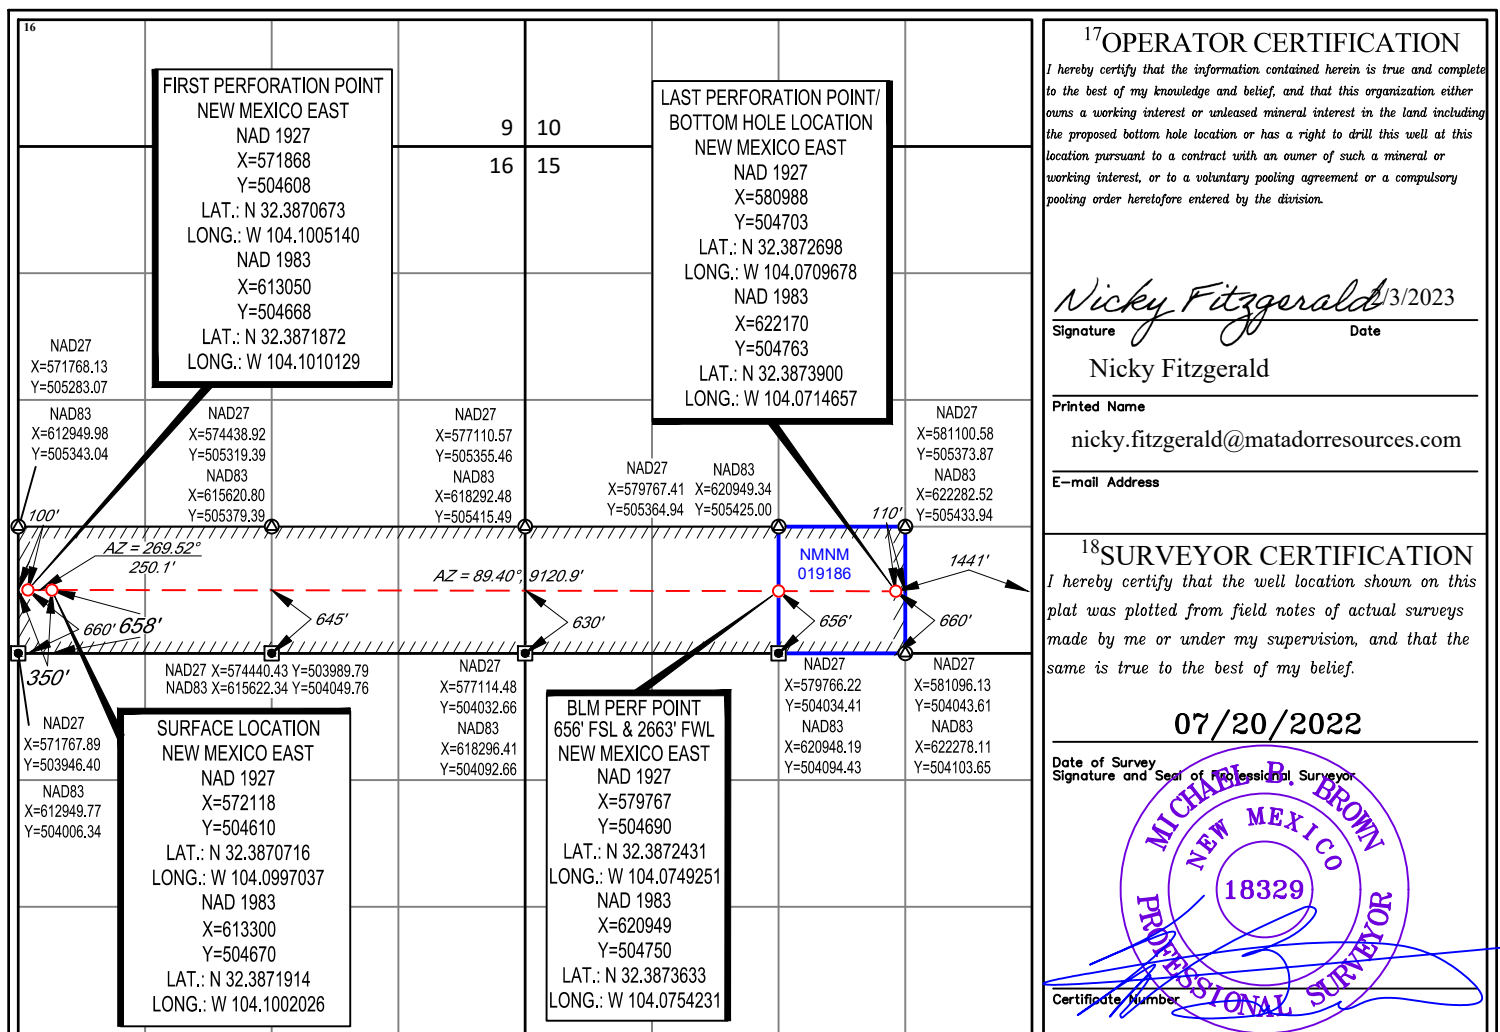 16
9 10
16 15
FIRST PERFORATION POINT
NEW MEXICO EAST
NAD 1927
X=571868
Y=504608
LAT.: N 32.3870673
LONG.: W 104.1005140
NAD 1983
X=613050
Y=504668
LAT.: N 32.3871872
LONG.: W 104.1010129
LAST PERFORATION POINT/
BOTTOM HOLE LOCATION
NEW MEXICO EAST
NAD 1927
X=580988
Y=504703
LAT.: N 32.3872698
LONG.: W 104.0709678
NAD 1983
X=622170
Y=504763
LAT.: N 32.3873900
LONG.: W 104.0714657
NAD27
X=571768.13
Y=505283.07
NAD83
X=612949.98
Y=505343.04
NAD27
X=574438.92
Y=505319.39
NAD83
X=615620.80
Y=505379.39
NAD27
X=577110.57
Y=505355.46
NAD83
X=618292.48
Y=505415.49
NAD27
X=579767.41
Y=505364.94
NAD83
X=620949.34
Y=505425.00
NAD27
X=581100.58
Y=505373.87
NAD83
X=622282.52
Y=505433.94
100'
110'
AZ = 269.52°
250.1'
AZ = 89.40°, 9120.9'
NMNM
019186
1441'
660' 658'
645'
630'
656'
660'
350'
NAD27 X=574440.43 Y=503989.79
NAD83 X=615622.34 Y=504049.76
NAD27
X=577114.48
Y=504032.66
NAD83
X=618296.41
Y=504092.66
NAD27
X=579766.22
Y=504034.41
NAD83
X=620948.19
Y=504094.43
NAD27
X=581096.13
Y=504043.61
NAD83
X=622278.11
Y=504103.65
NAD27
X=571767.89
Y=503946.40
NAD83
X=612949.77
Y=504006.34
SURFACE LOCATION
NEW MEXICO EAST
NAD 1927
X=572118
Y=504610
LAT.: N 32.3870716
LONG.: W 104.0997037
NAD 1983
X=613300
Y=504670
LAT.: N 32.3871914
LONG.: W 104.1002026
BLM PERF POINT
656' FSL & 2663' FWL
NEW MEXICO EAST
NAD 1927
X=579767
Y=504690
LAT.: N 32.3872431
LONG.: W 104.0749251
NAD 1983
X=620949
Y=504750
LAT.: N 32.3873633
LONG.: W 104.0754231
17OPERATOR CERTIFICATION
I hereby certify that the information contained herein is true and complete
to the best of my knowledge and belief, and that this organization either
owns a working interest or unleased mineral interest in the land including
the proposed bottom hole location or has a right to drill this well at this
location pursuant to a contract with an owner of such a mineral or
working interest, or to a voluntary pooling agreement or a compulsory
pooling order heretofore entered by the division.
Nicky Fitzgerald 2/3/2023
Signature Date
Nicky Fitzgerald
Printed Name
nicky.fitzgerald@matadorresources.com
E-mail Address
18SURVEYOR CERTIFICATION
I hereby certify that the well location shown on this
plat was plotted from field notes of actual surveys
made by me or under my supervision, and that the
same is true to the best of my belief.
07/20/2022
Date of Survey
Signature and Seal of Professional Surveyor
MICHAEL B. BROWN
NEW MEXICO
18329
PROFESSIONAL SURVEYOR
Certificate Number